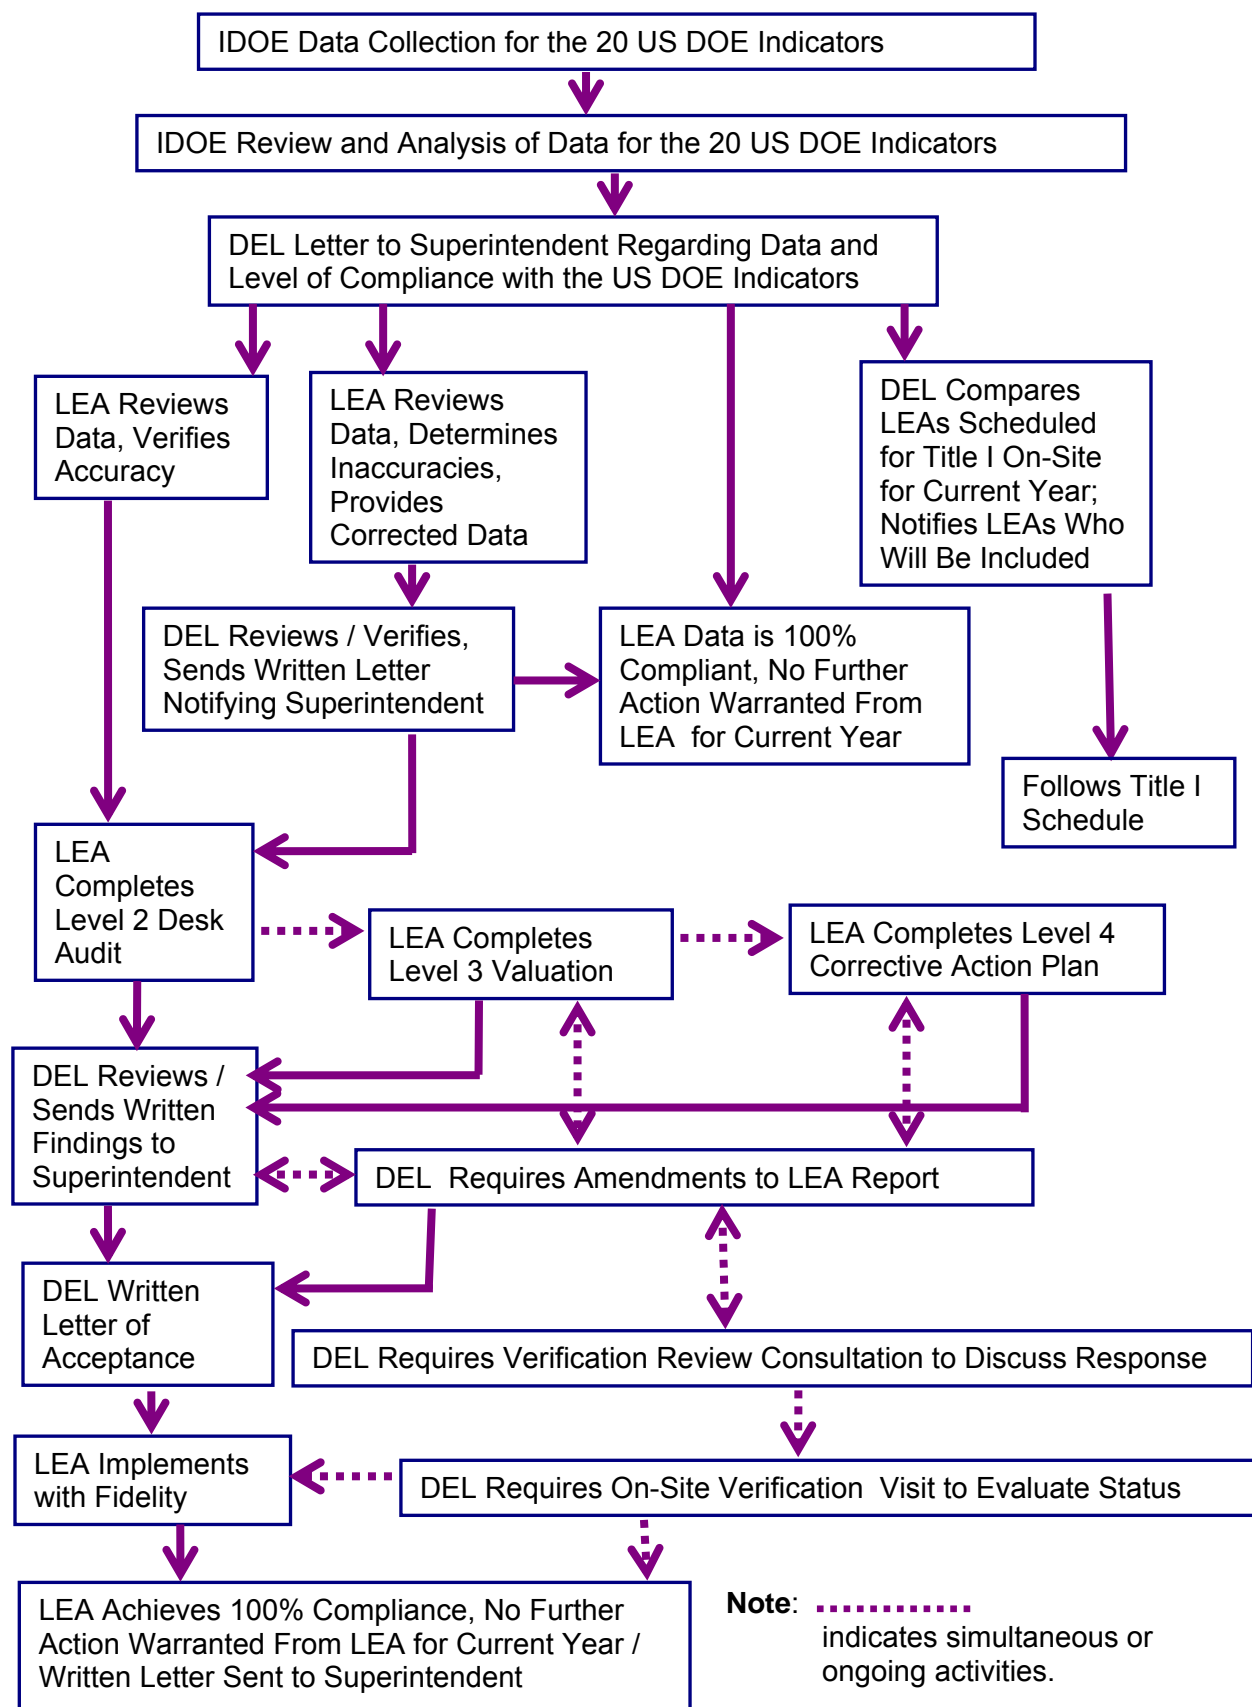 IDOE Data Collection for the 20 US DOE Indicators
IDOE Review and Analysis of Data for the 20 US DOE Indicators
DEL Letter to Superintendent Regarding Data and
Level of Compliance with the US DOE Indicators
LEA Reviews
Data, Verifies
Accuracy
LEA Reviews
Data, Determines
Inaccuracies,
Provides
Corrected Data
DEL Compares
LEAs Scheduled
for Title I On-Site
for Current Year;
Notifies LEAs Who
Will Be Included
DEL Reviews / Verifies,
Sends Written Letter
Notifying Superintendent
LEA Data is 100%
Compliant, No Further
Action Warranted From
LEA for Current Year
Follows Title I
Schedule
LEA
Completes
Level 2 Desk
Audit
LEA Completes
Level 3 Valuation
LEA Completes Level 4
Corrective Action Plan
DEL Reviews /
Sends Written
Findings to
Superintendent
DEL Requires Amendments to LEA Report
DEL Written
Letter of
Acceptance
DEL Requires Verification Review Consultation to Discuss Response
LEA Implements
with Fidelity
DEL Requires On-Site Verification Visit to Evaluate Status
LEA Achieves 100% Compliance, No Further
Action Warranted From LEA for Current Year /
Written Letter Sent to Superintendent
Note:
indicates simultaneous or
ongoing activities.